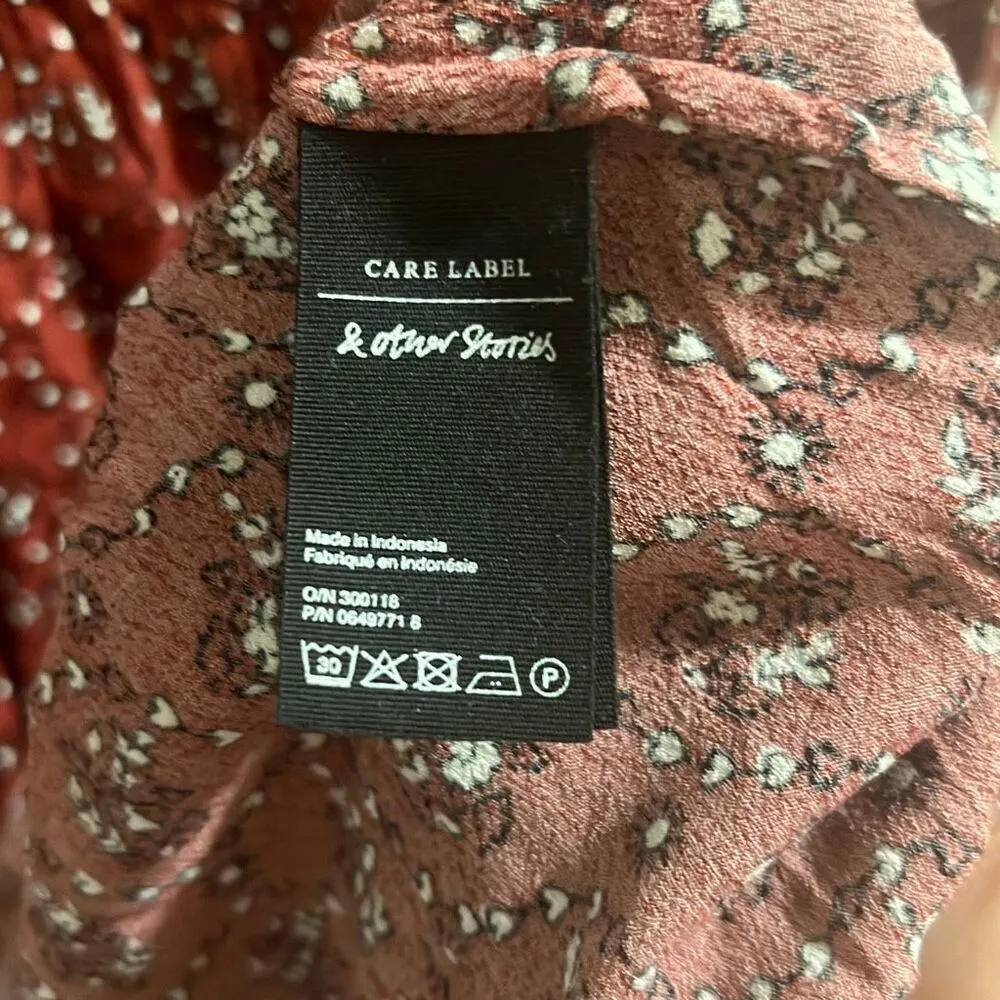 CARE LABEL
& other Stories
Made in Indonesia
Fabriqué en Indonésie
O/N 300118
P/N 0649771 8
30
P